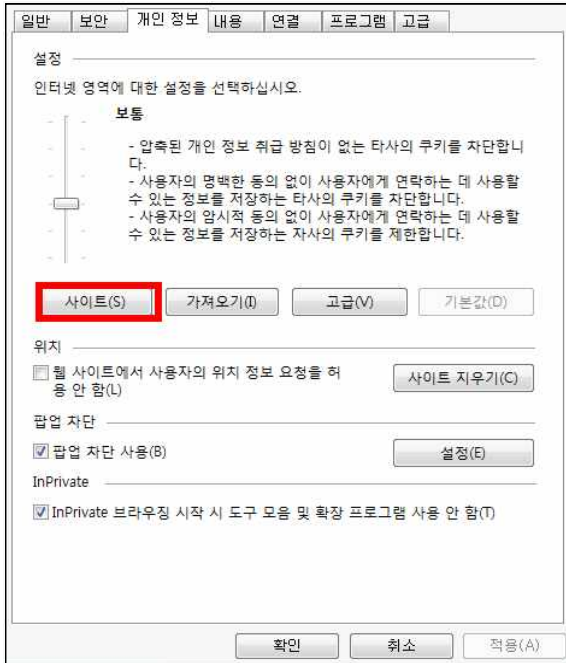 일반 보안 개인 정보 내용 연결 프로그램 고급
설정
인터넷 영역에 대한 설정을 선택하십시오.
보통
- 압축된 개인 정보 취급 방침이 없는 타사의 쿠키를 차단합니
다.
- 사용자의 명백한 동의 없이 사용자에게 연락하는 데 사용할
수 있는 정보를 저장하는 타사의 쿠키를 차단합니다.
- 사용자의 암시적 동의 없이 사용자에게 연락하는 데 사용할
수 있는 정보를 저장하는 자사의 쿠키를 제한합니다.
사이트(S) 가져오기(I) 고급(V) 기본값(D)
위치
웹 사이트에서 사용자의 위치 정보 요청을 허
용 안 함(L)
사이트 지우기(C)
팝업 차단
팝업 차단 사용(B) 설정(E)
InPrivate
InPrivate 브라우징 시작 시 도구 모음 및 확장 프로그램 사용 안 함(T)
확인 취소 적용(A)